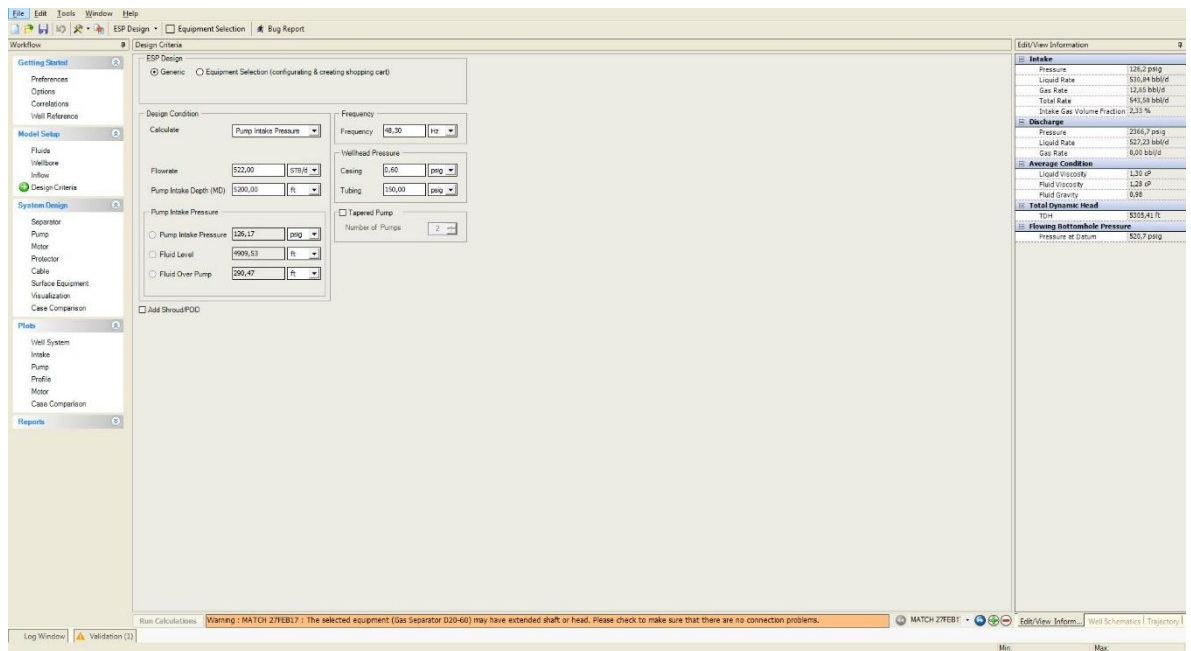 File Edit Tools Window Help
ESP Design Equipment Selection Bug Report
Workflow
Getting Started
Preferences
Options
Correlations
Well Reference
Model Setup
Fluids
Wellbore
Inflow
Design Criteria
System Design
Separator
Pump
Motor
Protector
Cable
Surface Equipment
Visualization
Case Comparison
Plots
Well System
Intake
Pump
Profile
Motor
Case Comparison
Reports
Design Criteria
ESP Design
Generic Equipment Selection (configurating & creating shopping cart)
Design Condition
Calculate Pump Intake Pressure
Flowrate 522,00 STB/d
Pump Intake Depth (MD) 5200,00 ft
Pump Intake Pressure
Pump Intake Pressure 126,17 psig
Fluid Level 4909,53 ft
Fluid Over Pump 290,47 ft
Add Shroud/POD
Frequency
Frequency 48,30 Hz
Wellhead Pressure
Casing 0,60 psig
Tubing 150,00 psig
Tapered Pump
Number of Pumps 2
Edit/View Information
Intake
Pressure 126,2 psig
Liquid Rate 530,84 bbl/d
Gas Rate 12,65 bbl/d
Total Rate 543,50 bbl/d
Intake Gas Volume Fraction 2,33 %
Discharge
Pressure 2366,7 psig
Liquid Rate 527,23 bbl/d
Gas Rate 0,00 bbl/d
Average Condition
Liquid Viscosity 1,30 cP
Fluid Viscosity 1,28 cP
Fluid Gravity 0,98
Total Dynamic Head
TDH 5305,41 ft
Flowing Bottomhole Pressure
Pressure at Datum 520,7 psig
Run Calculations Warning : MATCH 27FEB17 : The selected equipment (Gas Separator D20-60) may have extended shaft or head. Please check to make sure that there are no connection problems. MATCH 27FEB1
Edit/View Inform... Well Schematics Trajectory
Log Window Validation (1)
Min: Max: